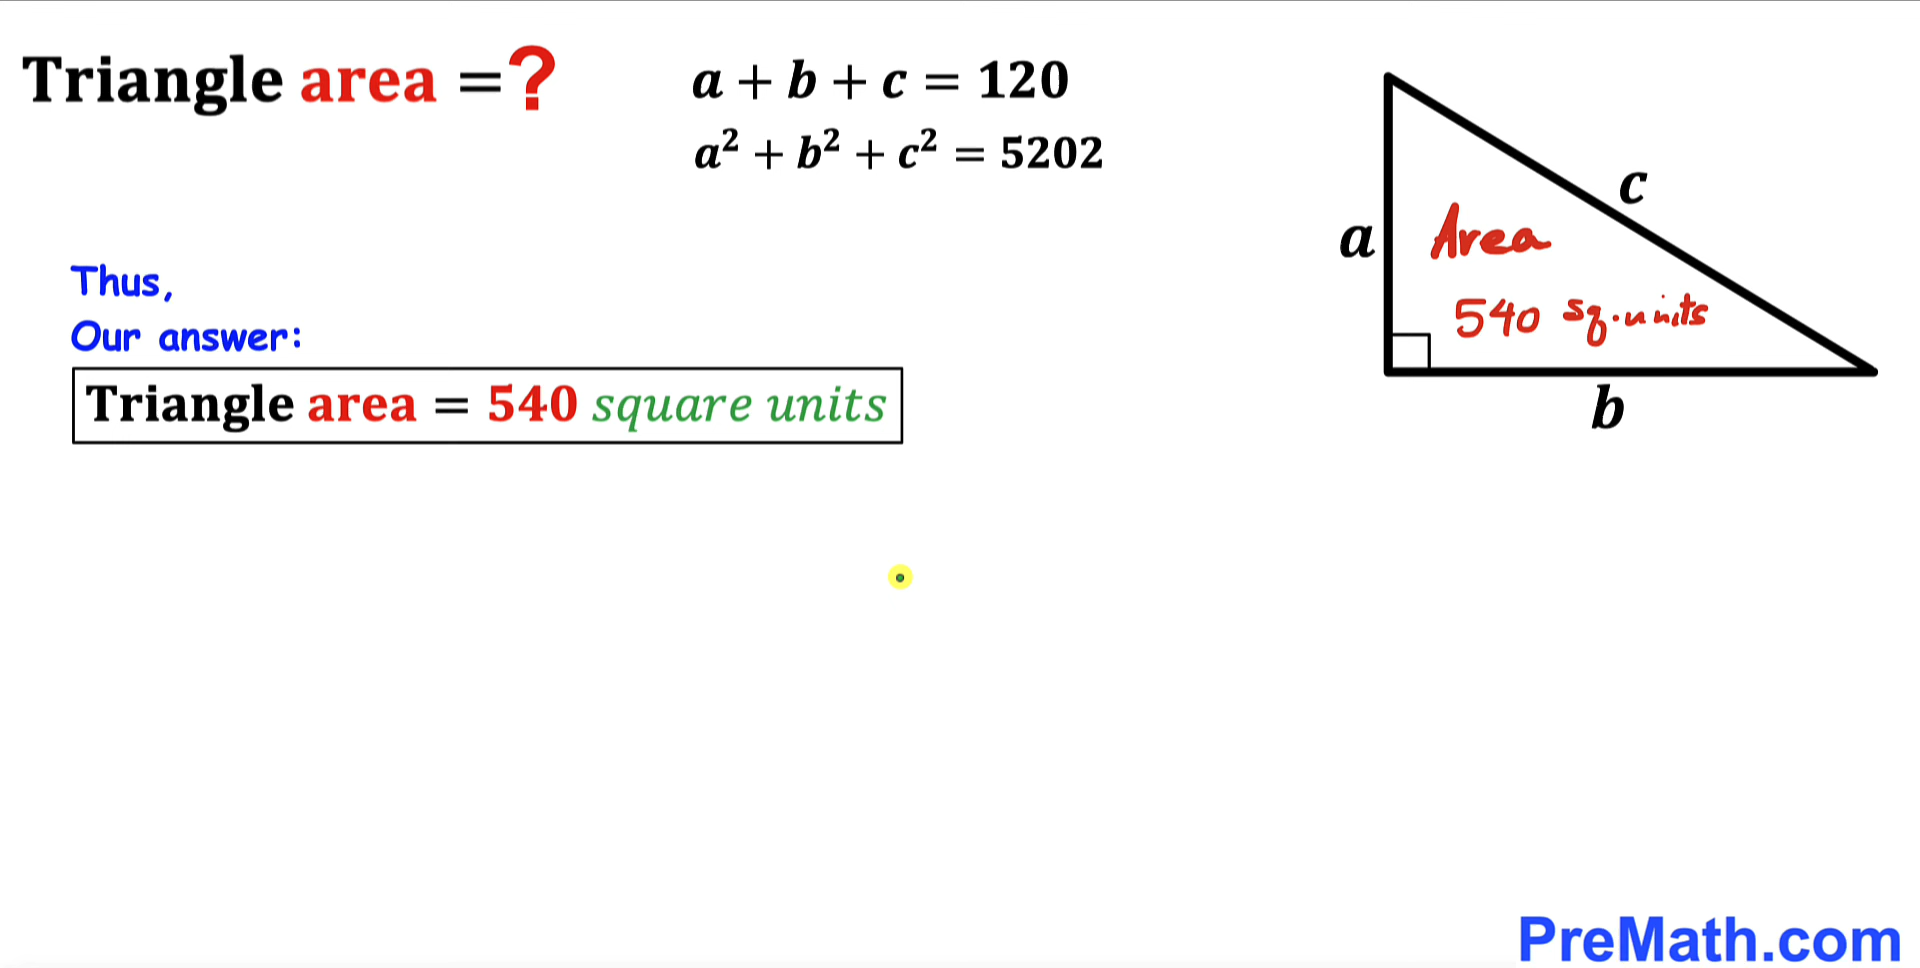 Triangle area =?
a + b + c = 120
a² + b² + c² = 5202
Thus,
Our answer:
Triangle area = 540 square units
a
c
b
Area
540 sq.units
PreMath.com